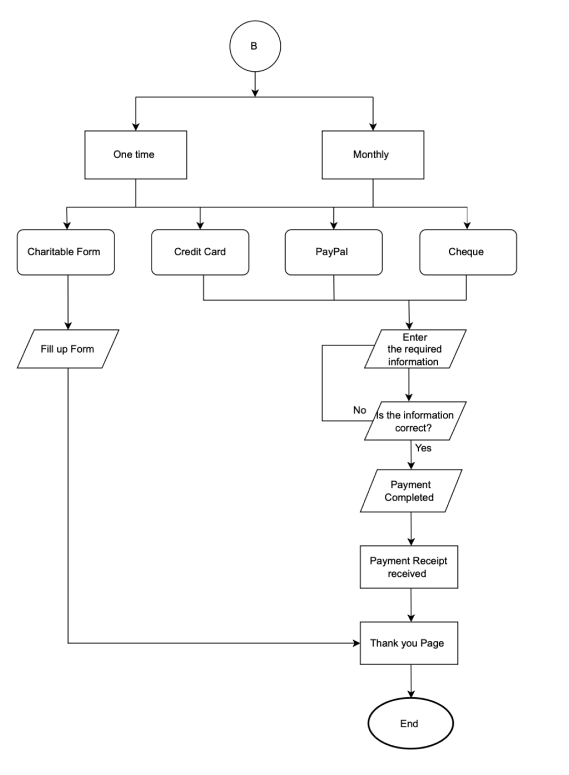 B
One time
Monthly
Charitable Form
Credit Card
PayPal
Cheque
Fill up Form
Enter
the required
information
No
Is the information
correct?
Yes
Payment
Completed
Payment Receipt
received
Thank you Page
End